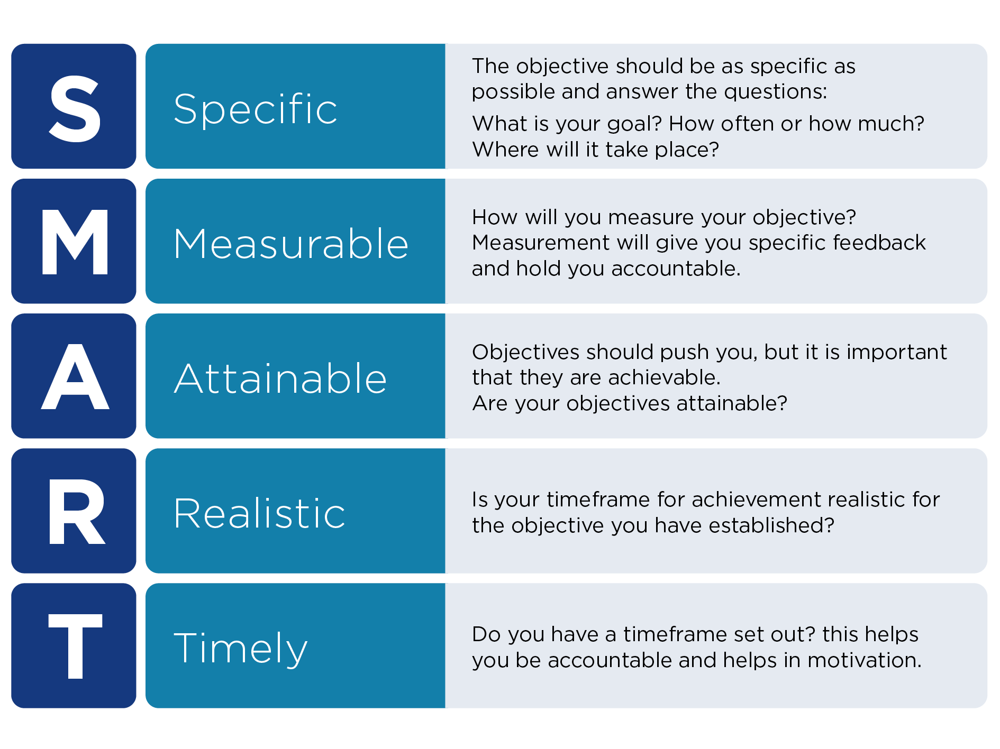 S
Specific
The objective should be as specific as
possible and answer the questions:
What is your goal? How often or how much?
Where will it take place?
M
Measurable
How will you measure your objective?
Measurement will give you specific feedback
and hold you accountable.
A
Attainable
Objectives should push you, but it is important
that they are achievable.
Are your objectives attainable?
R
Realistic
Is your timeframe for achievement realistic for
the objective you have established?
T
Timely
Do you have a timeframe set out? this helps
you be accountable and helps in motivation.